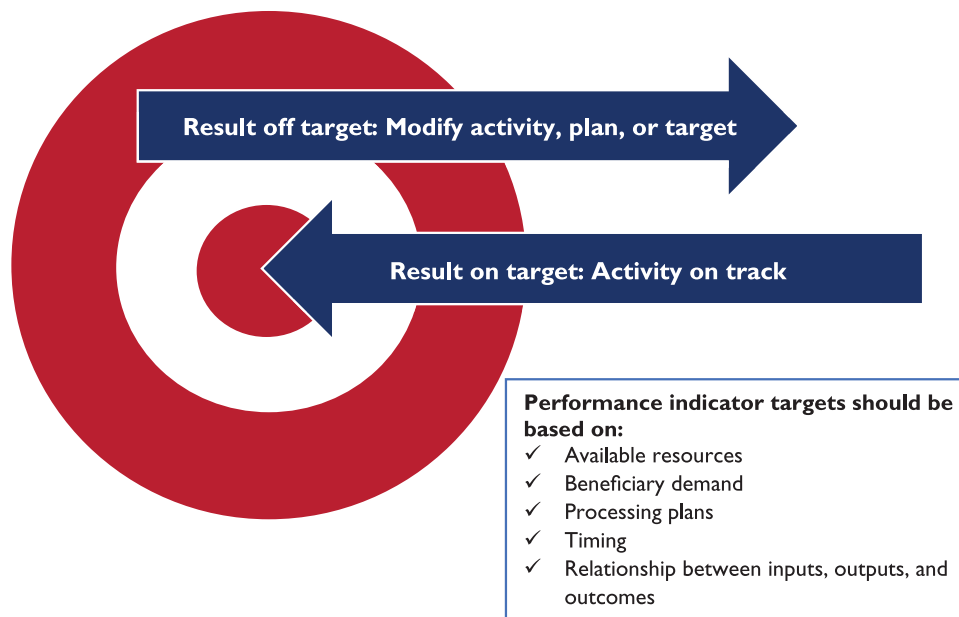 Result off target: Modify activity, plan, or target
Result on target: Activity on track
Performance indicator targets should be
based on:
✓ Available resources
✓ Beneficiary demand
✓ Processing plans
✓ Timing
✓ Relationship between inputs, outputs, and
outcomes